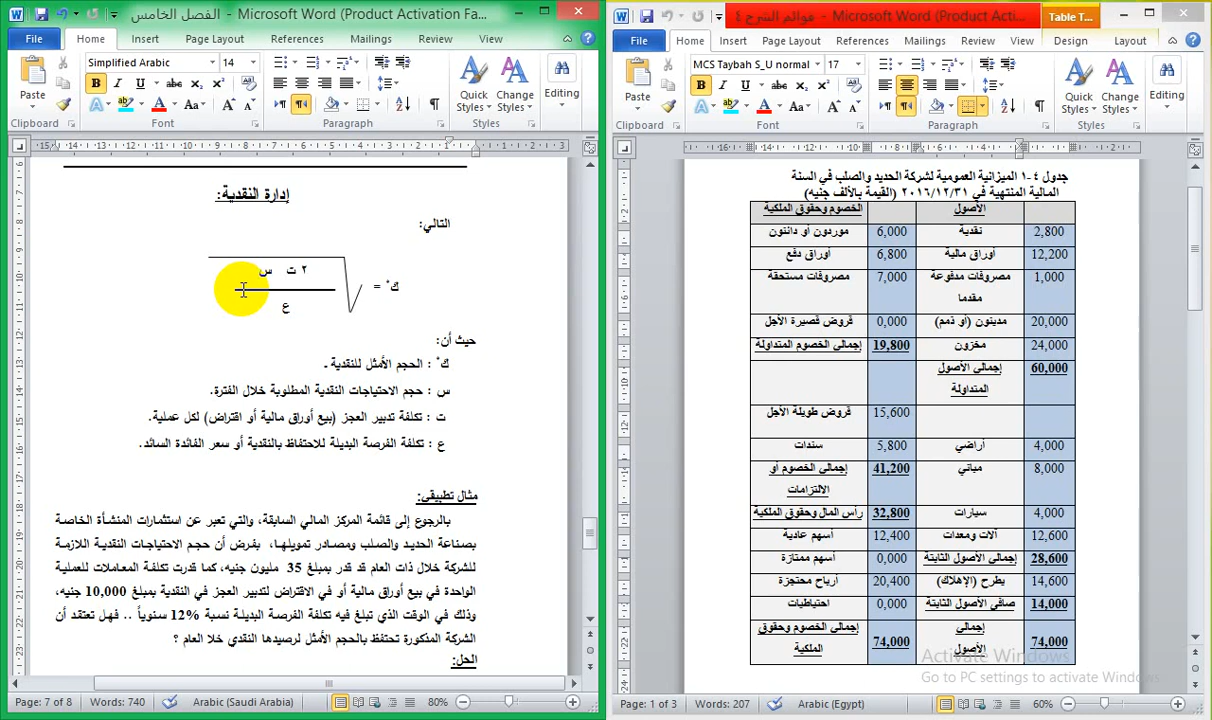 الفصل الخامس - Microsoft Word (Product Activation Fa...
File Home Insert Page Layout References Mailings Review View
Simplified Arabic 14
Paste
Quick Styles
Change Styles
Editing
Clipboard Font Paragraph Styles
إدارة النقدية:
التالي:
ك* =
٢ ت س
ع
حيث أن:
ك* : الحجم الأمثل للنقدية .
س : حجم الاحتياجات النقدية المطلوبة خلال الفترة.
ت : تكلفة تدبير العجز (بيع أوراق مالية أو اقتراض) لكل عملية.
ع : تكلفة الفرصة البديلة للاحتفاظ بالنقدية أو سعر الفائدة السائد.
مثال تطبيقي:
بالرجوع إلى قائمة المركز المالي السابقة، والتي تعبر عن استثمارات المنشأة الخاصة
بصناعة الحديد والصلب ومصادر تمويلها، بفرض أن حجم الاحتياجات النقدية اللازمة
للشركة خلال ذات العام قد قدر بمبلغ 35 مليون جنيه، كما قدرت تكلفة المعاملات للعملية
الواحدة في بيع أوراق مالية أو في الاقتراض لتدبير العجز في النقدية بمبلغ 10,000 جنيه،
وذلك في الوقت الذي تبلغ فيه تكلفة الفرصة البديلة نسبة 12% سنوياً .. فهل تعتقد أن
الشركة المذكورة تحتفظ بالحجم الأمثل لرصيدها النقدي خلا العام ؟
الحل:
Page: 7 of 8 Words: 740 Arabic (Saudi Arabia) 80%
قوائم الشرح ٤ - Microsoft Word (Product Acti... Table T...
File Home Insert Page Layout References Mailings Review View Design Layout
MCS Taybah S_U normal 17
Paste
Quick Styles
Change Styles
Editing
Clipboard Font Paragraph Styles
جدول ٤-١ الميزانية العمومية لشركة الحديد والصلب في السنة
المالية المنتهية في ٢٠١٦/١٢/٣١ (القيمة بالألف جنيه)
الأصول الخصوم وحقوق الملكية
2,800 نقدية 6,000 موردون أو دائنون
12,200 أوراق مالية 6,800 أوراق دفع
1,000 مصروفات مدفوعة مقدما 7,000 مصروفات مستحقة
20,000 مدينون (أو ذمم) 0,000 قروض قصيرة الأجل
24,000 مخزون 19,800 إجمالي الخصوم المتداولة
60,000 إجمالي الأصول المتداولة
15,600 قروض طويلة الأجل
4,000 أراضي 5,800 سندات
8,000 مباني 41,200 إجمالي الخصوم أو الالتزامات
4,000 سيارات 32,800 رأس المال وحقوق الملكية
12,600 آلات ومعدات 12,400 أسهم عادية
28,600 إجمالي الأصول الثابتة 0,000 أسهم ممتازة
14,600 يطرح (الإهلاك) 20,400 أرباح محتجزة
14,000 صافي الأصول الثابتة 0,000 احتياطيات
74,000 إجمالي الأصول 74,000 إجمالي الخصوم وحقوق الملكية
Activate Windows
Go to PC settings to activate Windows.
Page: 1 of 3 Words: 207 Arabic (Egypt) 60%